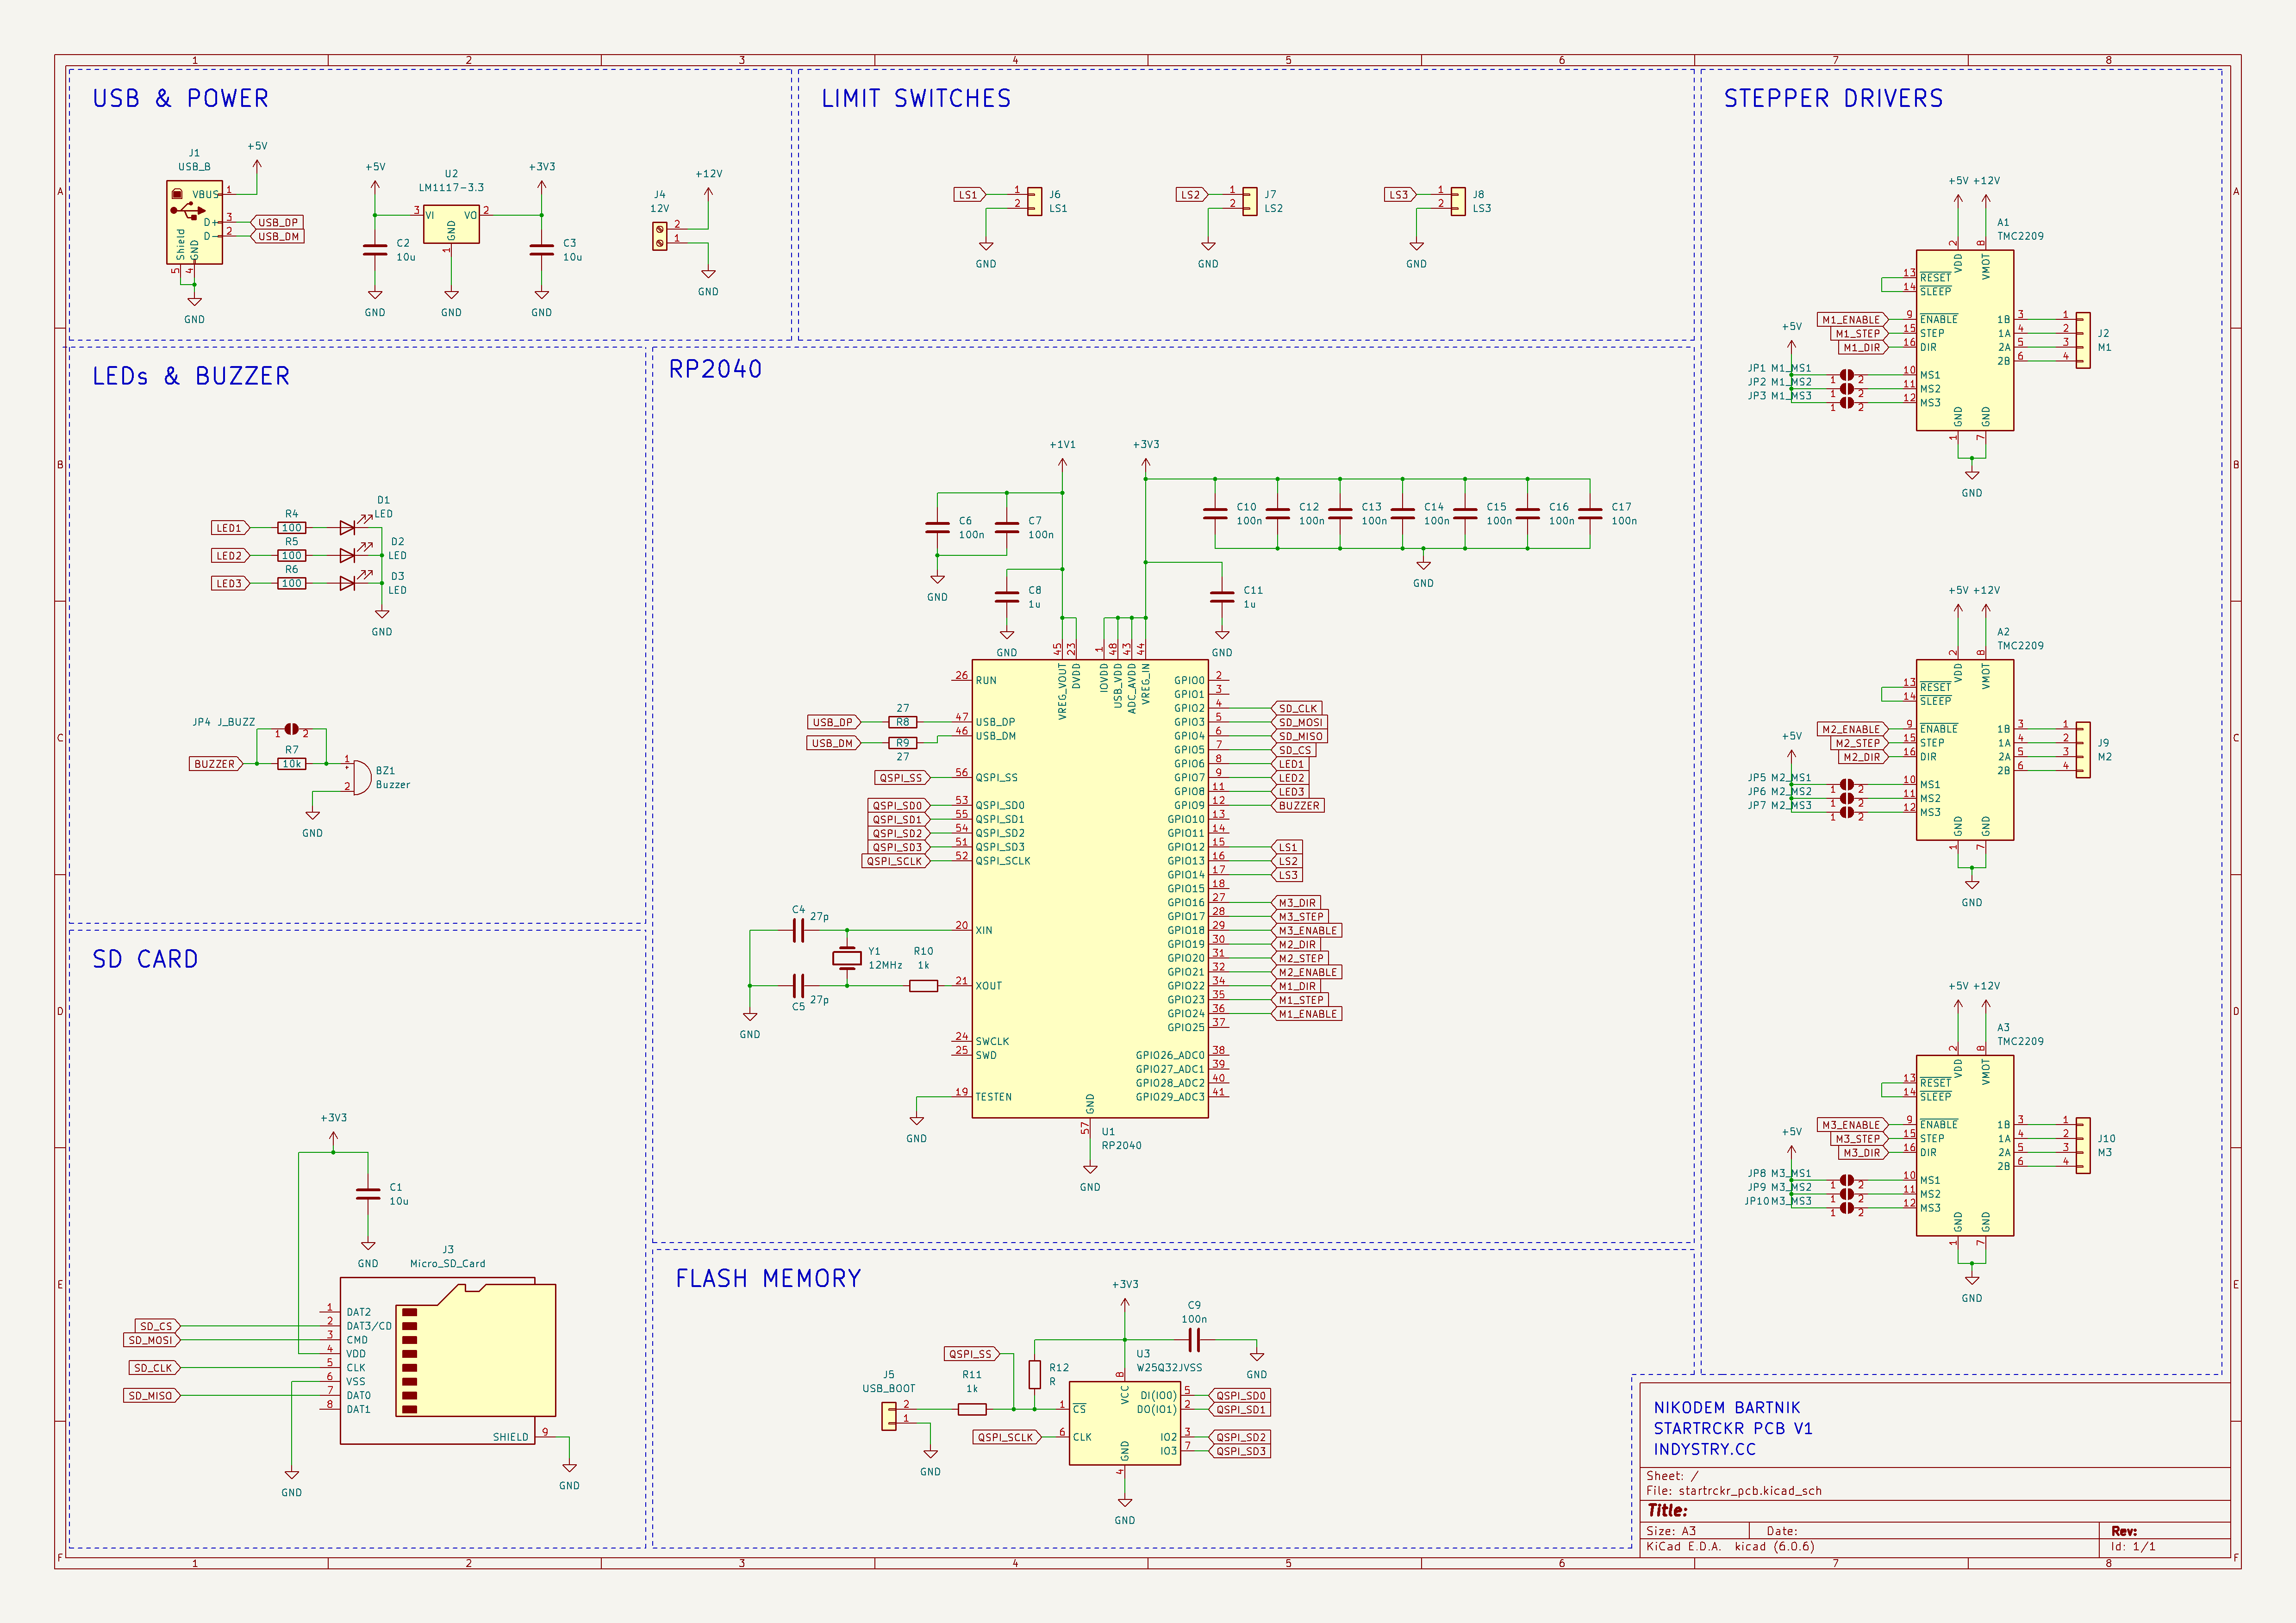 1 2 3 4 5 6 7 8
A
B
C
D
E
F
USB & POWER
J1
USB_B
+5V
VBUS 1
D+ 3 USB_DP
D- 2 USB_DM
Shield GND
5 4
GND
+5V
U2
LM1117-3.3
+3V3
3 VI VO 2
GND
1
C2
10u
C3
10u
GND
GND
GND
J4
12V
+12V
2
1
GND
LIMIT SWITCHES
LS1 1 J6
2 LS1
GND
LS2 1 J7
2 LS2
GND
LS3 1 J8
2 LS3
GND
STEPPER DRIVERS
+5V +12V
A1
TMC2209
2 8
VDD VMOT
13 RESET
14 SLEEP
M1_ENABLE 9 ENABLE
M1_STEP 15 STEP
M1_DIR 16 DIR
+5V
JP1 M1_MS1 1 2 10 MS1
JP2 M1_MS2 1 2 11 MS2
JP3 M1_MS3 1 2 12 MS3
1B 3 1
1A 4 2
2A 5 3
2B 6 4
J2
M1
GND GND
1 7
GND
+5V +12V
A2
TMC2209
2 8
VDD VMOT
13 RESET
14 SLEEP
M2_ENABLE 9 ENABLE
M2_STEP 15 STEP
M2_DIR 16 DIR
+5V
JP5 M2_MS1 1 2 10 MS1
JP6 M2_MS2 1 2 11 MS2
JP7 M2_MS3 1 2 12 MS3
1B 3 1
1A 4 2
2A 5 3
2B 6 4
J9
M2
GND GND
1 7
GND
+5V +12V
A3
TMC2209
2 8
VDD VMOT
13 RESET
14 SLEEP
M3_ENABLE 9 ENABLE
M3_STEP 15 STEP
M3_DIR 16 DIR
+5V
JP8 M3_MS1 1 2 10 MS1
JP9 M3_MS2 1 2 11 MS2
JP10 M3_MS3 1 2 12 MS3
1B 3 1
1A 4 2
2A 5 3
2B 6 4
J10
M3
GND GND
1 7
GND
LEDs & BUZZER
D1
LED
LED1 R4 100
D2
LED
LED2 R5 100
D3
LED
LED3 R6 100
GND
JP4 J_BUZZ
1 2
R7
BUZZER 10k
1
+
2
BZ1
Buzzer
GND
RP2040
+1V1
+3V3
C6
100n
C7
100n
GND
C8
1u
GND
C10
100n
C12
100n
C13
100n
C14
100n
C15
100n
C16
100n
C17
100n
GND
C11
1u
GND
45 23 1 48 43 44
VREG_VOUT DVDD IOVDD USB_VDD ADC_AVDD VREG_IN
26 RUN
27
USB_DP R8 47 USB_DP
USB_DM R9 46 USB_DM
27
QSPI_SS 56 QSPI_SS
QSPI_SD0 53 QSPI_SD0
QSPI_SD1 55 QSPI_SD1
QSPI_SD2 54 QSPI_SD2
QSPI_SD3 51 QSPI_SD3
QSPI_SCLK 52 QSPI_SCLK
C4 27p
20 XIN
Y1
12MHz
R10
1k
21 XOUT
C5 27p
GND
24 SWCLK
25 SWD
19 TESTEN
GND
GPIO0 2
GPIO1 3
GPIO2 4 SD_CLK
GPIO3 5 SD_MOSI
GPIO4 6 SD_MISO
GPIO5 7 SD_CS
GPIO6 8 LED1
GPIO7 9 LED2
GPIO8 11 LED3
GPIO9 12 BUZZER
GPIO10 13
GPIO11 14
GPIO12 15 LS1
GPIO13 16 LS2
GPIO14 17 LS3
GPIO15 18
GPIO16 27 M3_DIR
GPIO17 28 M3_STEP
GPIO18 29 M3_ENABLE
GPIO19 30 M2_DIR
GPIO20 31 M2_STEP
GPIO21 32 M2_ENABLE
GPIO22 34 M1_DIR
GPIO23 35 M1_STEP
GPIO24 36 M1_ENABLE
GPIO25 37
GPIO26_ADC0 38
GPIO27_ADC1 39
GPIO28_ADC2 40
GPIO29_ADC3 41
GND
57
U1
RP2040
GND
SD CARD
+3V3
C1
10u
GND
J3
Micro_SD_Card
1 DAT2
SD_CS 2 DAT3/CD
SD_MOSI 3 CMD
4 VDD
SD_CLK 5 CLK
6 VSS
SD_MISO 7 DAT0
8 DAT1
SHIELD 9
GND
GND
FLASH MEMORY
+3V3
C9
100n
GND
QSPI_SS
R12
R
U3
W25Q32JVSS
8
VCC
J5
USB_BOOT
2
1
R11
1k
GND
1 CS
QSPI_SCLK 6 CLK
DI(IO0) 5 QSPI_SD0
DO(IO1) 2 QSPI_SD1
IO2 3 QSPI_SD2
IO3 7 QSPI_SD3
GND
4
GND
NIKODEM BARTNIK
STARTRCKR PCB V1
INDYSTRY.CC
Sheet: /
File: startrckr_pcb.kicad_sch
Title:
Size: A3 Date: Rev:
KiCad E.D.A. kicad (6.0.6) Id: 1/1
A
B
C
D
E
F
1 2 3 4 5 6 7 8